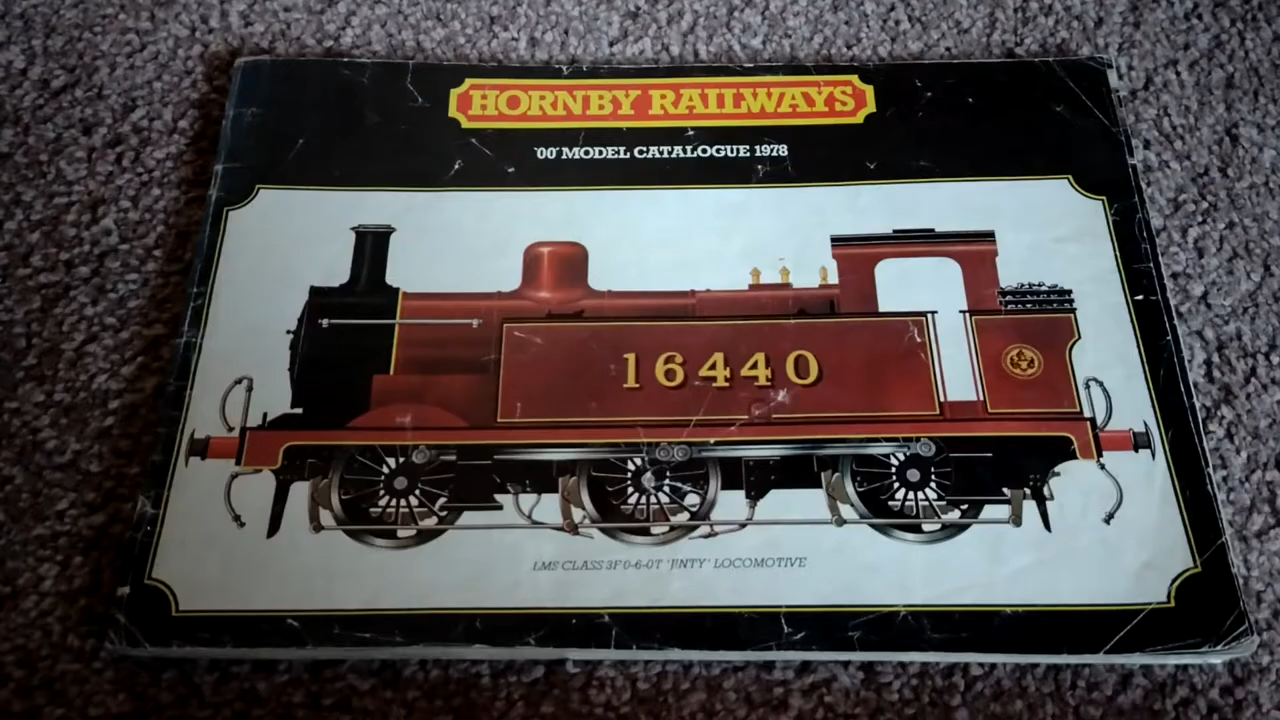 HORNBY RAILWAYS
'00' MODEL CATALOGUE 1978
16440
LMS CLASS 3F 0-6-0T 'JINTY' LOCOMOTIVE